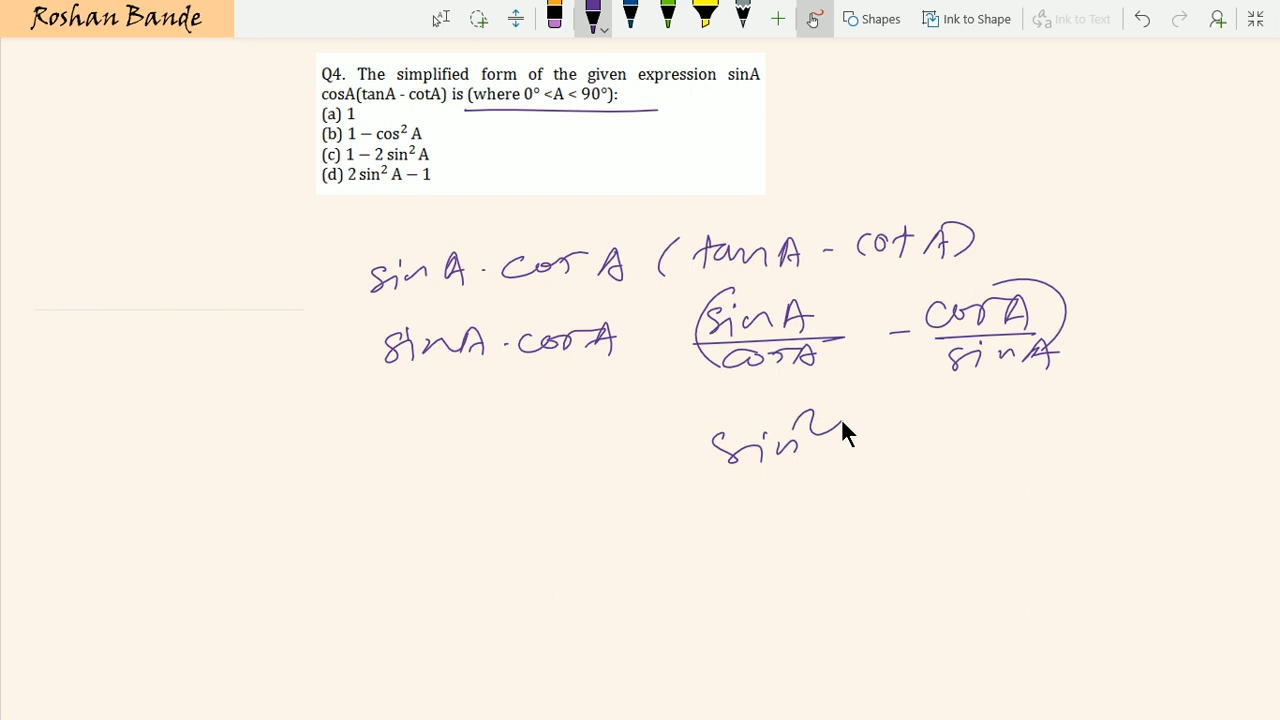 Roshan Bande
Shapes
Ink to Shape
Ink to Text
Q4. The simplified form of the given expression sinA
cosA(tanA - cotA) is (where 0° <A < 90°):
(a) 1
(b) 1 − cos² A
(c) 1 − 2 sin² A
(d) 2 sin² A − 1
sin A · cos A ( tan A - cot A )
sin A · cos A ( sin A / cos A - cos A / sin A )
sin²